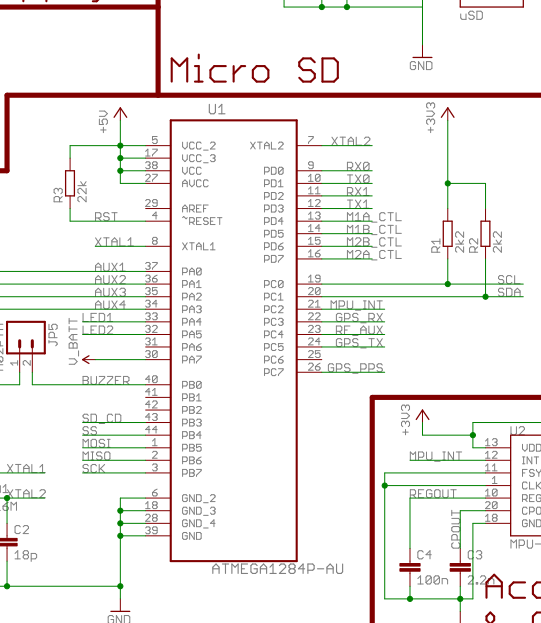 uSD
GND
Micro SD
U1
+5V
+3V3
5 VCC_2 XTAL2 7 XTAL2
17 VCC_3
38 VCC PD0 9 RX0
27 AVCC PD1 10 TX0
PD2 11 RX1
R3 22k
29 AREF PD3 12 TX1
RST 4 ~RESET PD4 13 M1A_CTL
PD5 14 M1B_CTL
XTAL1 8 XTAL1 PD6 15 M2B_CTL
PD7 16 M2A_CTL
R1 2k2 R2 2k2
AUX1 37 PA0
AUX2 36 PA1 PC0 19 SCL
AUX3 35 PA2 PC1 20 SDA
AUX4 34 PA3 PC2 21 MPU_INT
LED1 33 PA4 PC3 22 GPS_RX
LED2 32 PA5 PC4 23 RF_AUX
31 PA6 PC5 24 GPS_TX
V_BATT 30 PA7 PC6 25
PC7 26 GPS_PPS
JP5
1 2
BUZZER 40 PB0
41 PB1
42 PB2
SD_CD 43 PB3
SS 44 PB4
MOSI 1 PB5
MISO 2 PB6
SCK 3 PB7
XTAL1
XTAL2
6 GND_2
18 GND_3
28 GND_4
39 GND
C2
18p
ATMEGA1284P-AU
GND
+3V3
U2
13 VDD
MPU_INT 12 INT
11 FSY
1 CLK
REGOUT 10 REG
20 CPO
18 GND
CPOUT
MPU-
C4
100n
C3
2.2n
Acc